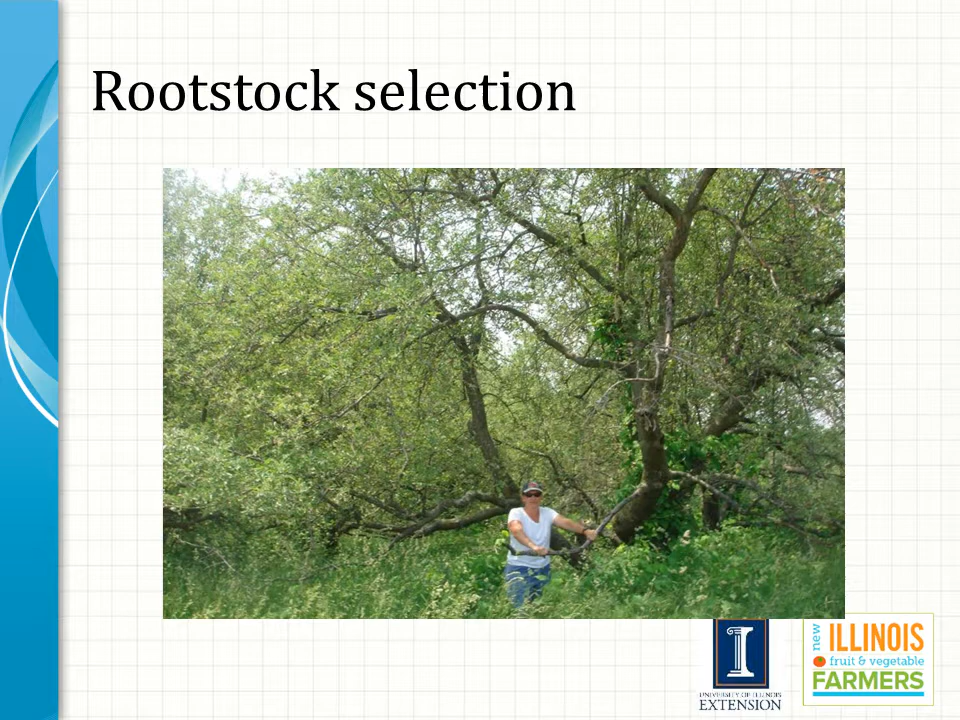 Rootstock selection
I
UNIVERSITY OF ILLINOIS
EXTENSION
new
ILLINOIS
fruit & vegetable
FARMERS